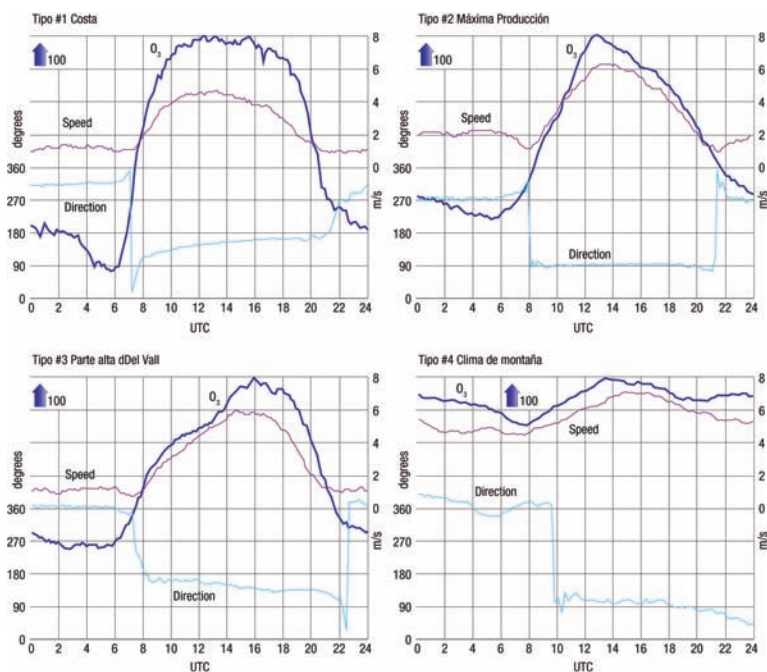 Tipo #1 Costa
100
O3
8
6
4
2
0
m/s
degrees
360
270
180
90
0
Speed
Direction
0 2 4 6 8 10 12 14 16 18 20 22 24
UTC
Tipo #2 Máxima Producción
100
O3
8
6
4
2
0
m/s
degrees
360
270
180
90
0
Speed
Direction
0 2 4 6 8 10 12 14 16 18 20 22 24
UTC
Tipo #3 Parte alta dDel Vall
100
O3
8
6
4
2
0
m/s
degrees
360
270
180
90
0
Speed
Direction
0 2 4 6 8 10 12 14 16 18 20 22 24
UTC
Tipo #4 Clima de montaña
O3
100
8
6
4
2
0
m/s
degrees
360
270
180
90
0
Speed
Direction
0 2 4 6 8 10 12 14 16 18 20 22 24
UTC